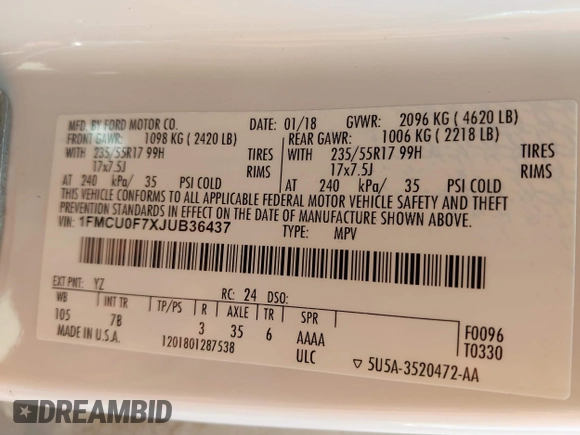 MFD. BY FORD MOTOR CO. DATE: 01/18 GVWR: 2096 KG ( 4620 LB)
FRONT GAWR: 1098 KG ( 2420 LB) REAR GAWR: 1006 KG ( 2218 LB)
WITH 235/55R17 99H TIRES WITH 235/55R17 99H TIRES
17x7.5J RIMS 17x7.5J RIMS
AT 240 kPa/ 35 PSI COLD AT 240 kPa/ 35 PSI COLD
THIS VEHICLE CONFORMS TO ALL APPLICABLE FEDERAL MOTOR VEHICLE SAFETY AND THEFT
PREVENTION STANDARDS IN EFFECT ON THE DATE OF MANUFACTURE SHOWN ABOVE.
VIN: 1FMCU0F7XJUB36437 TYPE: MPV
EXT PNT: YZ RC: 24 DSO:
WB INT TR TP/PS R AXLE TR SPR F0096
105 7B 3 35 6 AAAA T0330
MADE IN U.S.A. 1201801287538 ULC ▽ 5U5A-3520472-AA
DREAMBID